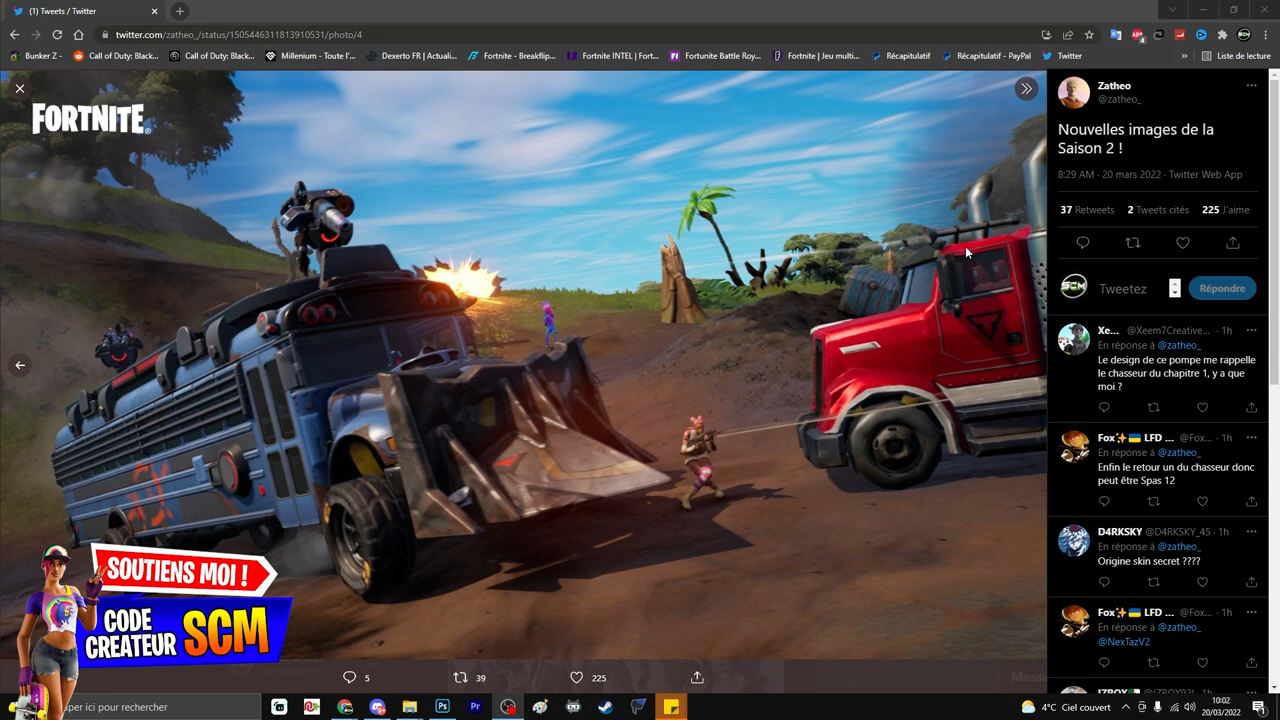 (1) Tweets / Twitter
twitter.com/zatheo_/status/1505446311813910531/photo/4
Bunker Z -
Call of Duty: Black...
Call of Duty: Black...
Millenium - Toute l'...
Dexerto FR | Actuali...
Fortnite - Breakflip...
Fortnite INTEL | Fort...
Fortunite Battle Roy...
Fortnite | Jeu multi...
Récapitulatif
Récapitulatif - PayPal
Twitter
»
Liste de lecture
FORTNITE
Zatheo
@zatheo_
Nouvelles images de la
Saison 2 !
8:29 AM · 20 mars 2022 · Twitter Web App
37 Retweets 2 Tweets cités 225 J'aime
SCM
Tweetez
Répondre
Xe... @Xeem7Creative... · 1h
En réponse à @zatheo_
Le design de ce pompe me rappelle
le chasseur du chapitre 1, y a que
moi ?
Fox✨🇺🇦 LFD ... @Fox... · 1h
En réponse à @zatheo_
Enfin le retour un du chasseur donc
peut être Spas 12
D4RKSKY @D4RKSKY_45 · 1h
En réponse à @zatheo_
Origine skin secret ????
Fox✨🇺🇦 LFD ... @Fox... · 1h
En réponse à @zatheo_
@NexTazV2
SOUTIENS MOI !
CODE
CREATEUR SCM
5
39
225
Messa
per ici pour rechercher
4°C Ciel couvert
10:02
20/03/2022